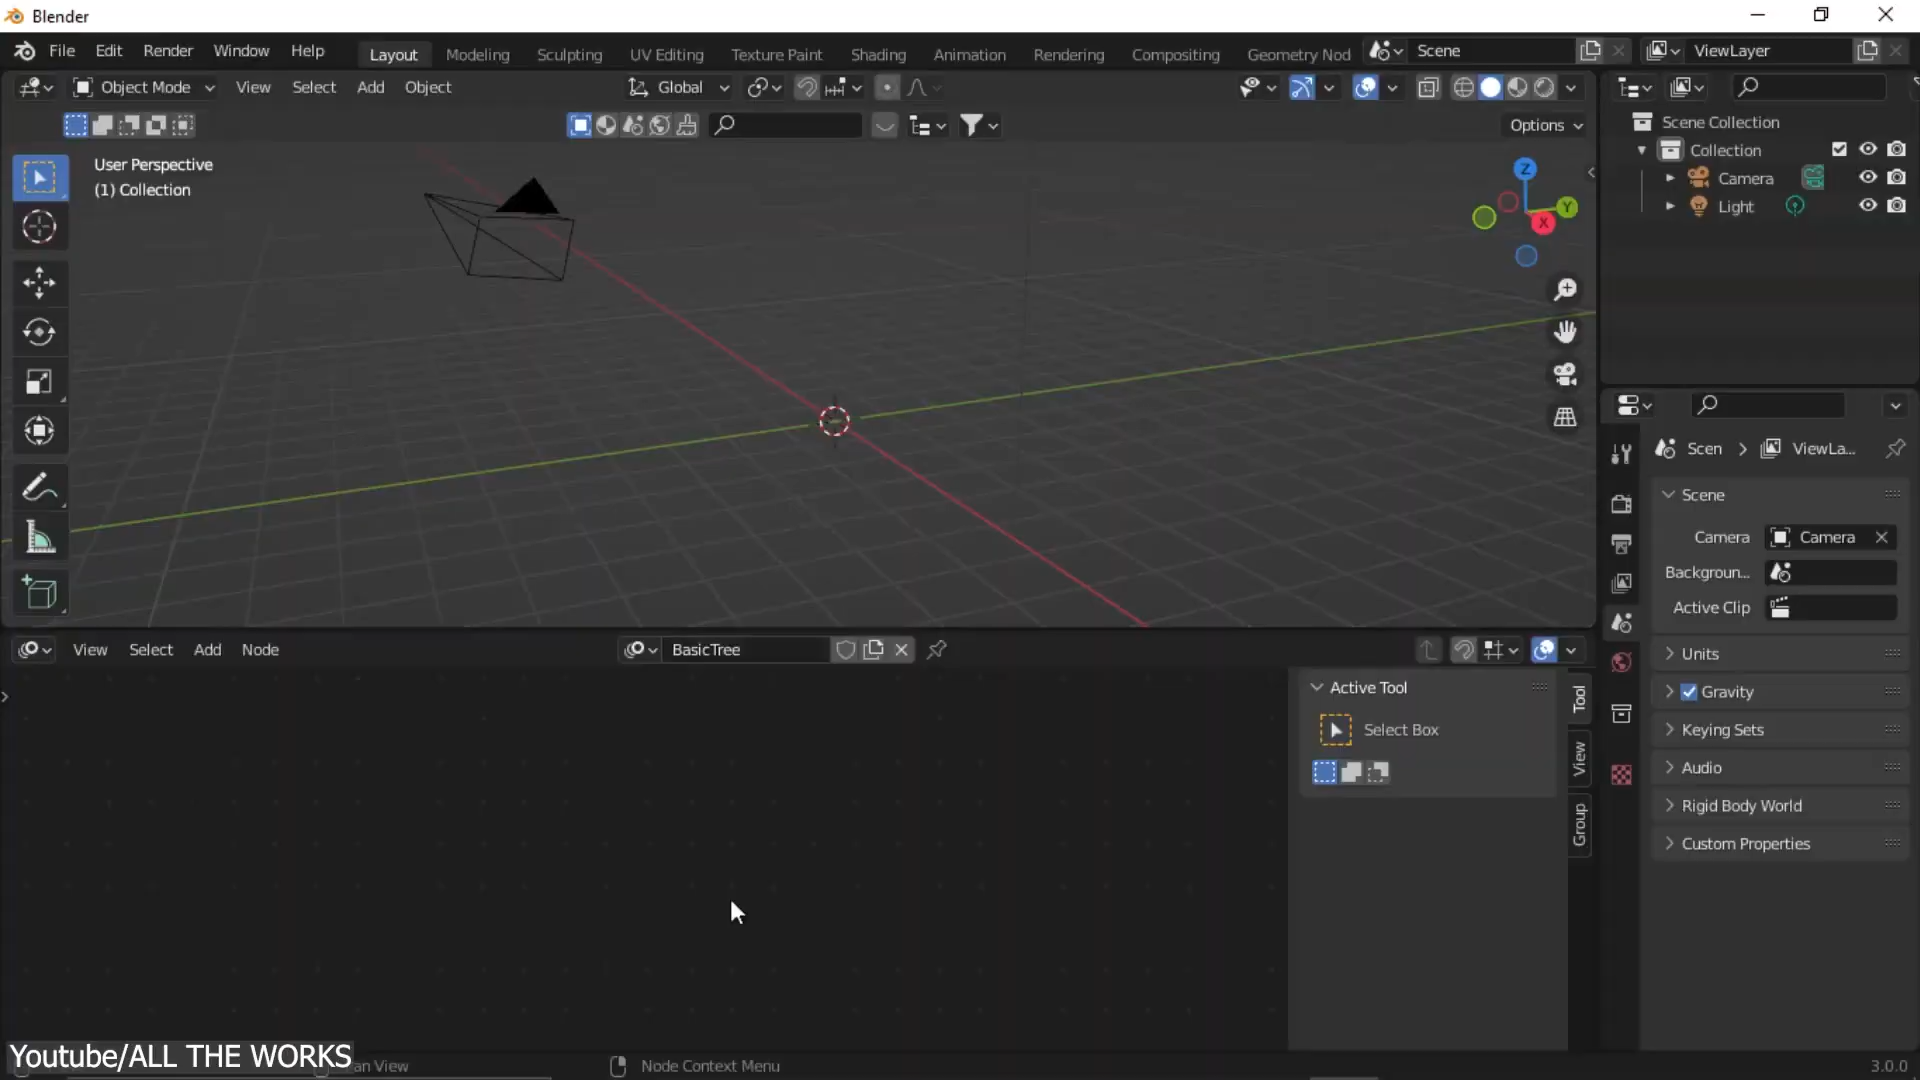 Blender
File Edit Render Window Help Layout Modeling Sculpting UV Editing Texture Paint Shading Animation Rendering Compositing Geometry Nod Scene ViewLayer
Object Mode View Select Add Object Global
Options
User Perspective
(1) Collection
Z
Y
X
Scene Collection
Collection
Camera
Light
Scen > ViewLa...
Scene
Camera Camera
Backgroun...
Active Clip
Units
Gravity
Keying Sets
Audio
Rigid Body World
Custom Properties
View Select Add Node BasicTree
Active Tool
Select Box
Tool
View
Group
Youtube/ALL THE WORKS
an View
Node Context Menu
3.0.0